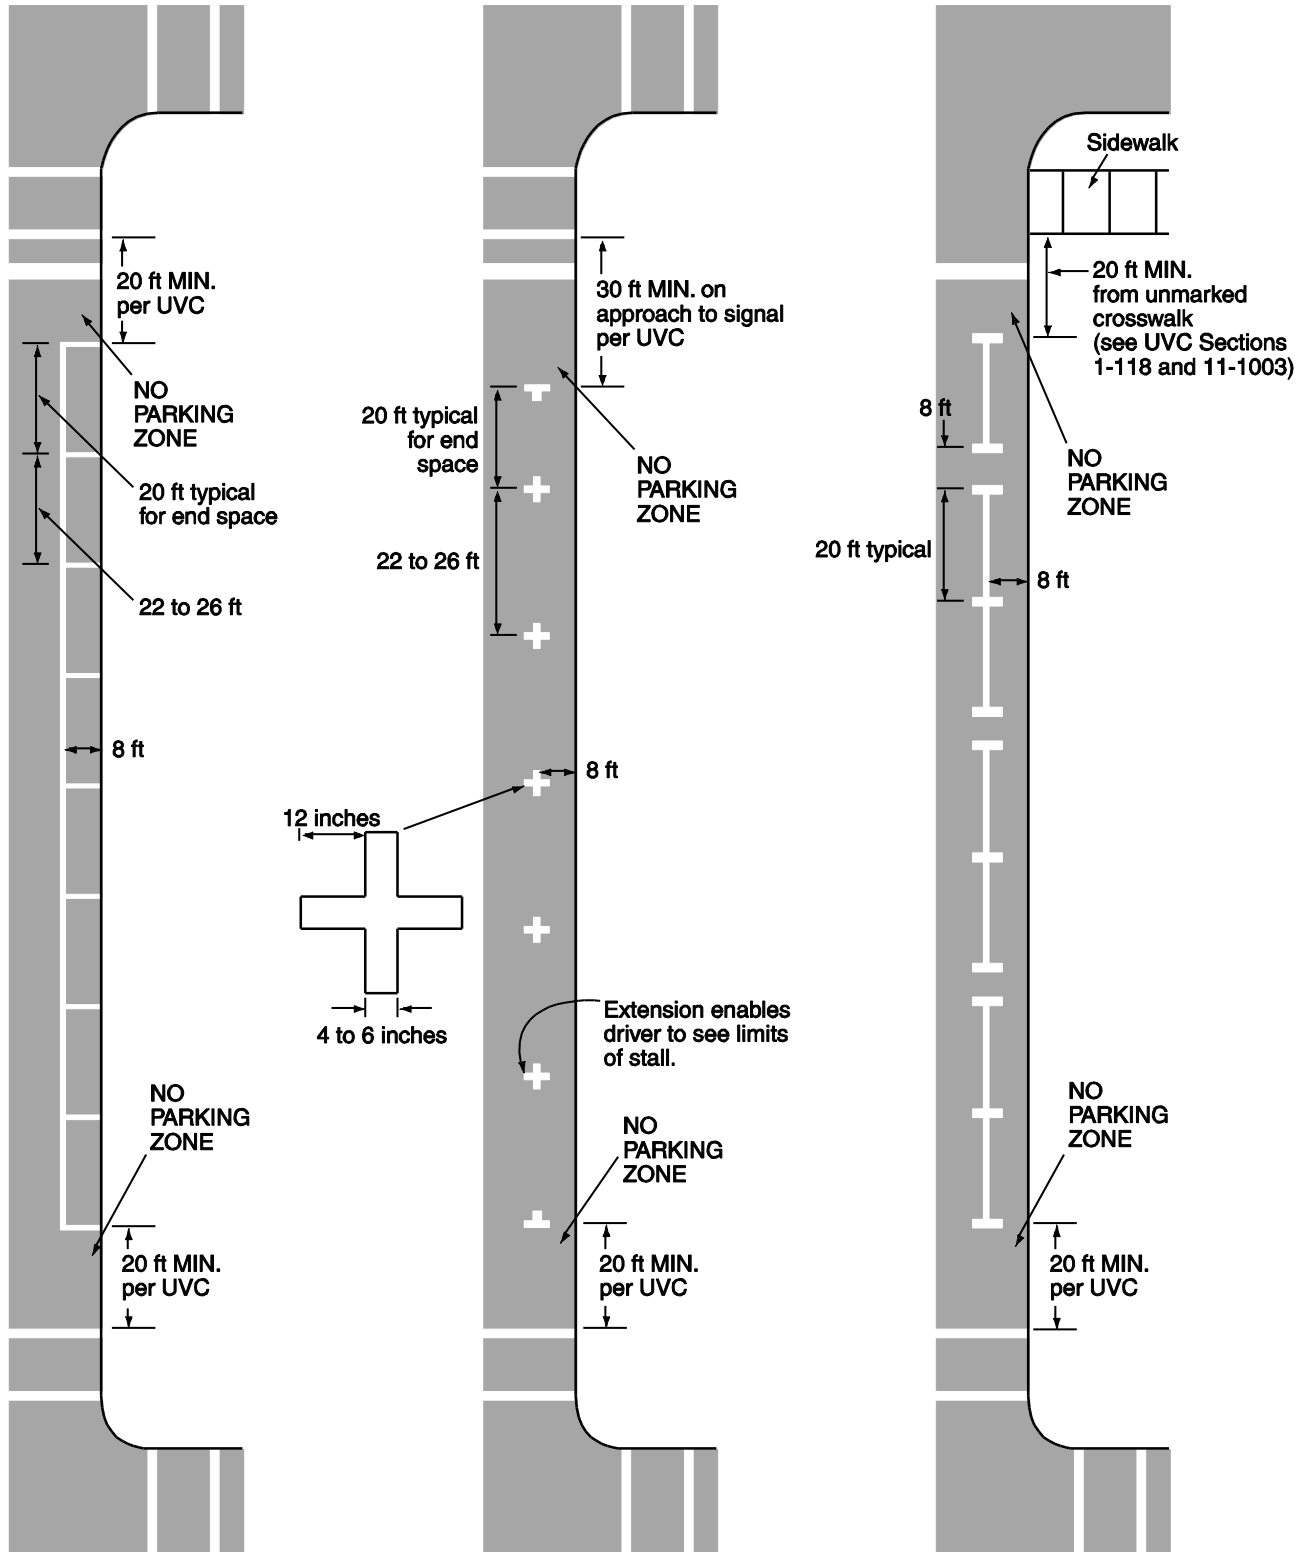 20 ft MIN.
per UVC
NO
PARKING
ZONE
20 ft typical
for end space
22 to 26 ft
8 ft
NO
PARKING
ZONE
20 ft MIN.
per UVC
30 ft MIN. on
approach to signal
per UVC
20 ft typical
for end
space
NO
PARKING
ZONE
22 to 26 ft
8 ft
12 inches
4 to 6 inches
Extension enables
driver to see limits
of stall.
NO
PARKING
ZONE
20 ft MIN.
per UVC
Sidewalk
20 ft MIN.
from unmarked
crosswalk
(see UVC Sections
1-118 and 11-1003)
8 ft
NO
PARKING
ZONE
20 ft typical
8 ft
NO
PARKING
ZONE
20 ft MIN.
per UVC